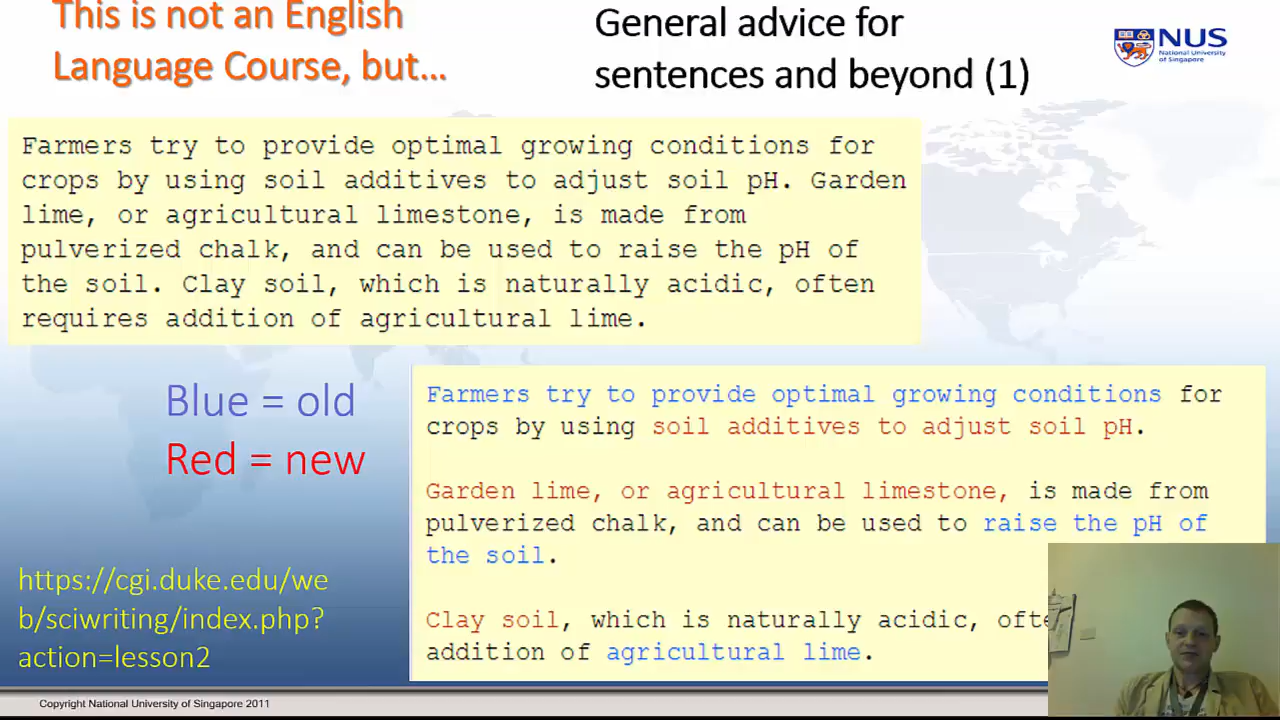 This is not an English
Language Course, but...
General advice for
sentences and beyond (1)
NUS
National University
of Singapore
Farmers try to provide optimal growing conditions for
crops by using soil additives to adjust soil pH. Garden
lime, or agricultural limestone, is made from
pulverized chalk, and can be used to raise the pH of
the soil. Clay soil, which is naturally acidic, often
requires addition of agricultural lime.
Blue = old
Red = new
Farmers try to provide optimal growing conditions for
crops by using soil additives to adjust soil pH.
Garden lime, or agricultural limestone, is made from
pulverized chalk, and can be used to raise the pH of
the soil.
Clay soil, which is naturally acidic,
addition of agricultural lime.
https://cgi.duke.edu/we
b/sciwriting/index.php?
action=lesson2
Copyright National University of Singapore 2011